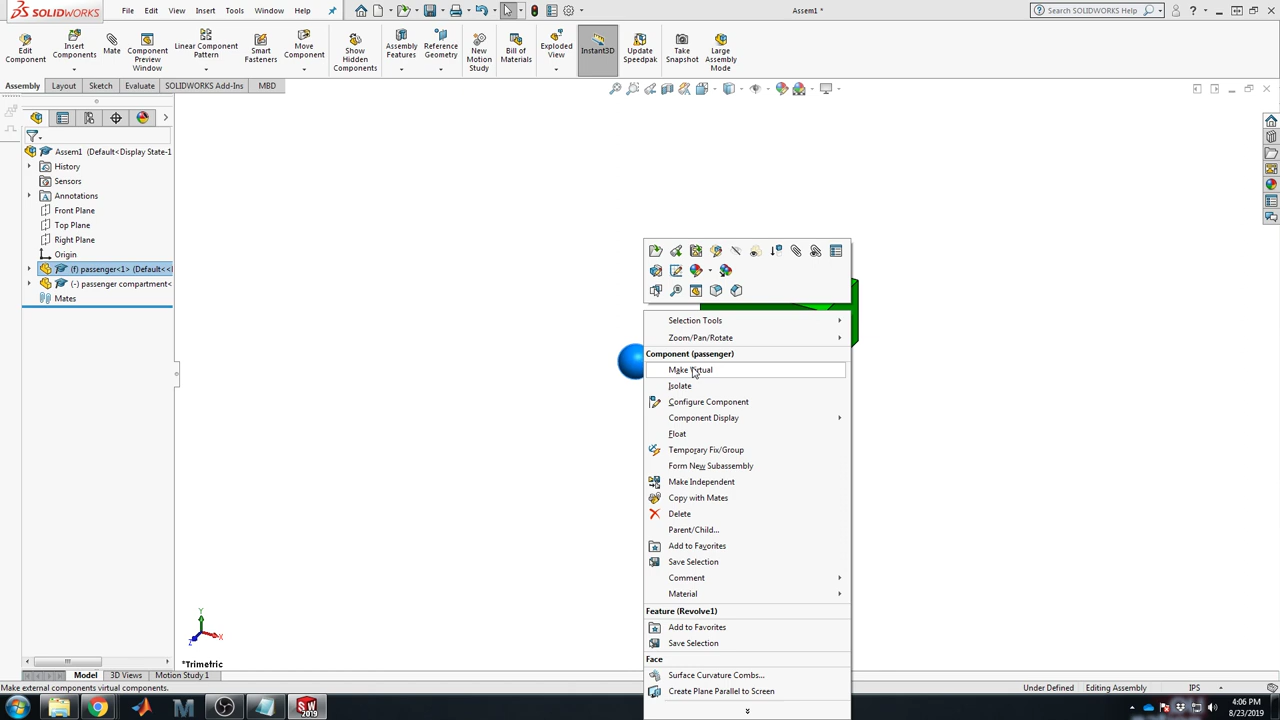 SOLIDWORKS File Edit View Insert Tools Window Help Assem1 * Search SOLIDWORKS Help
Edit Component
Insert Components
Mate
Component Preview Window
Linear Component Pattern
Smart Fasteners
Move Component
Show Hidden Components
Assembly Features
Reference Geometry
New Motion Study
Bill of Materials
Exploded View
Instant3D
Update Speedpak
Take Snapshot
Large Assembly Mode
Assembly Layout Sketch Evaluate SOLIDWORKS Add-Ins MBD
Assem1 (Default<Display State-1
History
Sensors
Annotations
Front Plane
Top Plane
Right Plane
Origin
(f) passenger<1> (Default<<
(-) passenger compartment<
Mates
Selection Tools
Zoom/Pan/Rotate
Component (passenger)
Make Virtual
Isolate
Configure Component
Component Display
Float
Temporary Fix/Group
Form New Subassembly
Make Independent
Copy with Mates
Delete
Parent/Child...
Add to Favorites
Save Selection
Comment
Material
Feature (Revolve1)
Add to Favorites
Save Selection
Face
Surface Curvature Combs...
Create Plane Parallel to Screen
Y
X
Z
*Trimetric
Model 3D Views Motion Study 1
Make external components virtual components. Under Defined Editing Assembly IPS
SW 2019
4:06 PM
8/23/2019